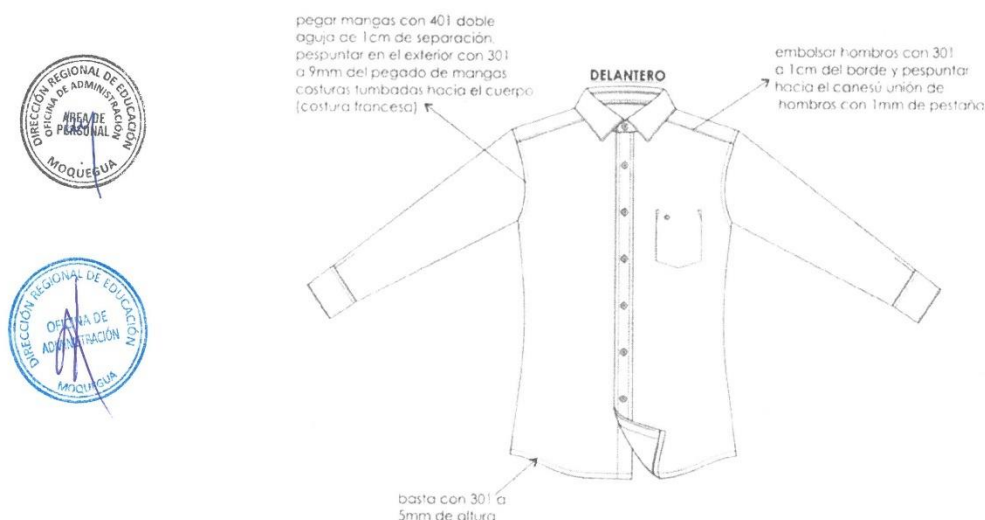 pegar mangas con 401 doble
aguja de 1cm de separación.
pespuntar en el exterior con 301
a 9mm del pegado de mangas
costuras tumbadas hacia el cuerpo
(costura francesa)
DELANTERO
embolsar hombros con 301
a 1cm del borde y pespuntar
hacia el canesú unión de
hombros con 1mm de pestaña
DIRECCIÓN REGIONAL DE EDUCACIÓN
OFICINA DE ADMINISTRACIÓN
ÁREA DE
PERSONAL
MOQUEGUA
DIRECCIÓN REGIONAL DE EDUCACIÓN
OFICINA DE
ADMINISTRACIÓN
MOQUEGUA
basta con 301 a
5mm de altura